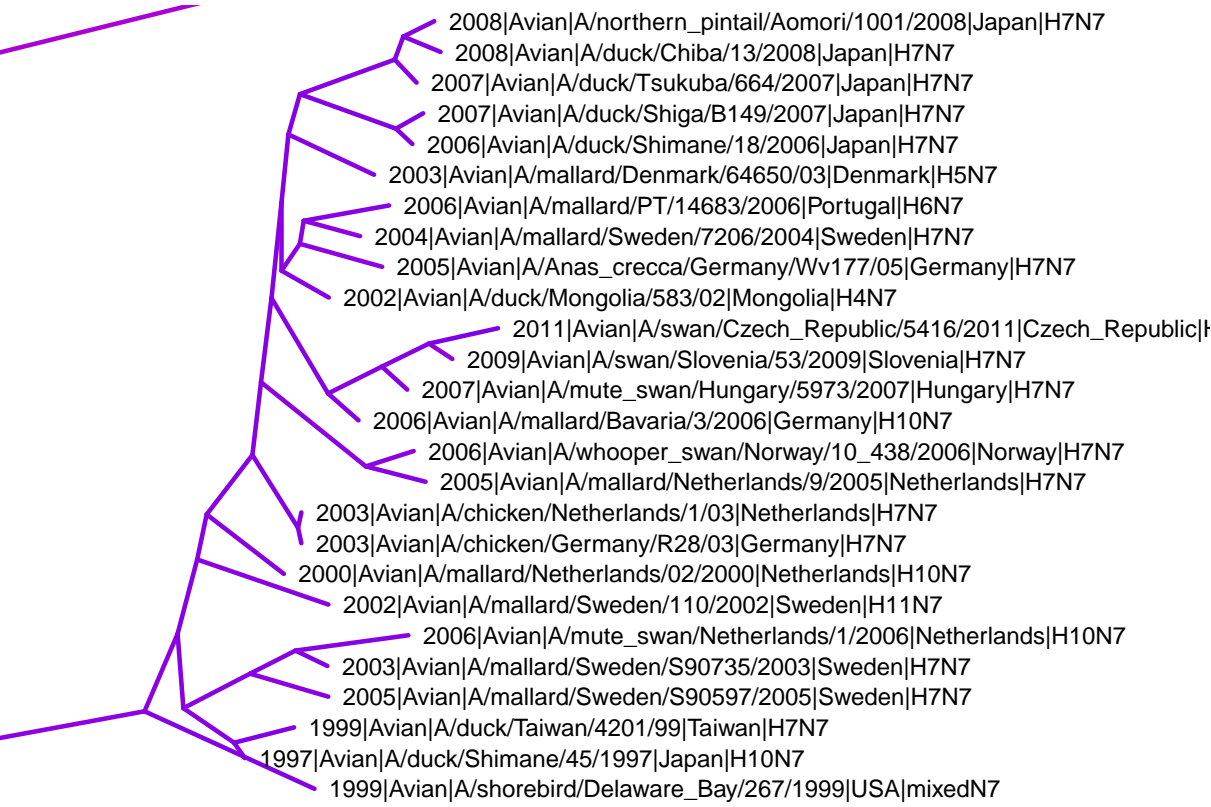 2008|Avian|A/northern_pintail/Aomori/1001/2008|Japan|H7N7
2008|Avian|A/duck/Chiba/13/2008|Japan|H7N7
2007|Avian|A/duck/Tsukuba/664/2007|Japan|H7N7
2007|Avian|A/duck/Shiga/B149/2007|Japan|H7N7
2006|Avian|A/duck/Shimane/18/2006|Japan|H7N7
2003|Avian|A/mallard/Denmark/64650/03|Denmark|H5N7
2006|Avian|A/mallard/PT/14683/2006|Portugal|H6N7
2004|Avian|A/mallard/Sweden/7206/2004|Sweden|H7N7
2005|Avian|A/Anas_crecca/Germany/Wv177/05|Germany|H7N7
2002|Avian|A/duck/Mongolia/583/02|Mongolia|H4N7
2011|Avian|A/swan/Czech_Republic/5416/2011|Czech_Republic|
2009|Avian|A/swan/Slovenia/53/2009|Slovenia|H7N7
2007|Avian|A/mute_swan/Hungary/5973/2007|Hungary|H7N7
2006|Avian|A/mallard/Bavaria/3/2006|Germany|H10N7
2006|Avian|A/whooper_swan/Norway/10_438/2006|Norway|H7N7
2005|Avian|A/mallard/Netherlands/9/2005|Netherlands|H7N7
2003|Avian|A/chicken/Netherlands/1/03|Netherlands|H7N7
2003|Avian|A/chicken/Germany/R28/03|Germany|H7N7
2000|Avian|A/mallard/Netherlands/02/2000|Netherlands|H10N7
2002|Avian|A/mallard/Sweden/110/2002|Sweden|H11N7
2006|Avian|A/mute_swan/Netherlands/1/2006|Netherlands|H10N7
2003|Avian|A/mallard/Sweden/S90735/2003|Sweden|H7N7
2005|Avian|A/mallard/Sweden/S90597/2005|Sweden|H7N7
1999|Avian|A/duck/Taiwan/4201/99|Taiwan|H7N7
1997|Avian|A/duck/Shimane/45/1997|Japan|H10N7
1999|Avian|A/shorebird/Delaware_Bay/267/1999|USA|mixedN7